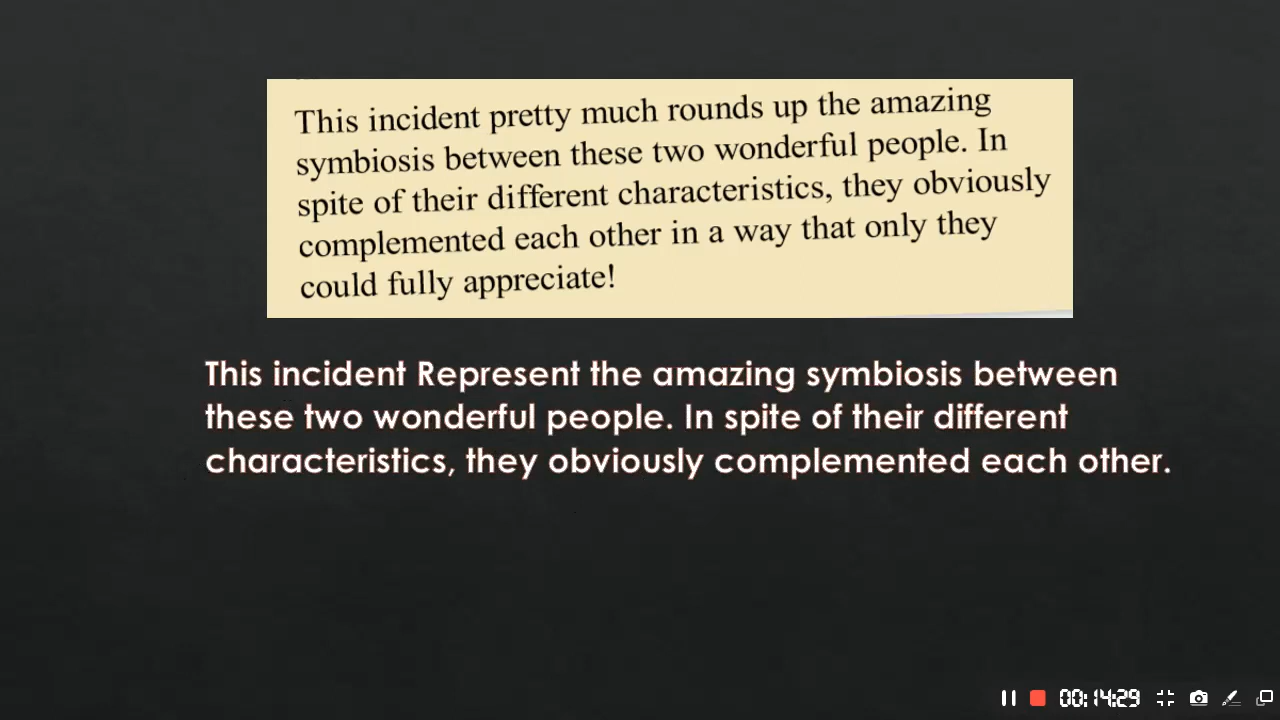 This incident pretty much rounds up the amazing
symbiosis between these two wonderful people. In
spite of their different characteristics, they obviously
complemented each other in a way that only they
could fully appreciate!
This incident Represent the amazing symbiosis between
these two wonderful people. In spite of their different
characteristics, they obviously complemented each other.
00:14:29